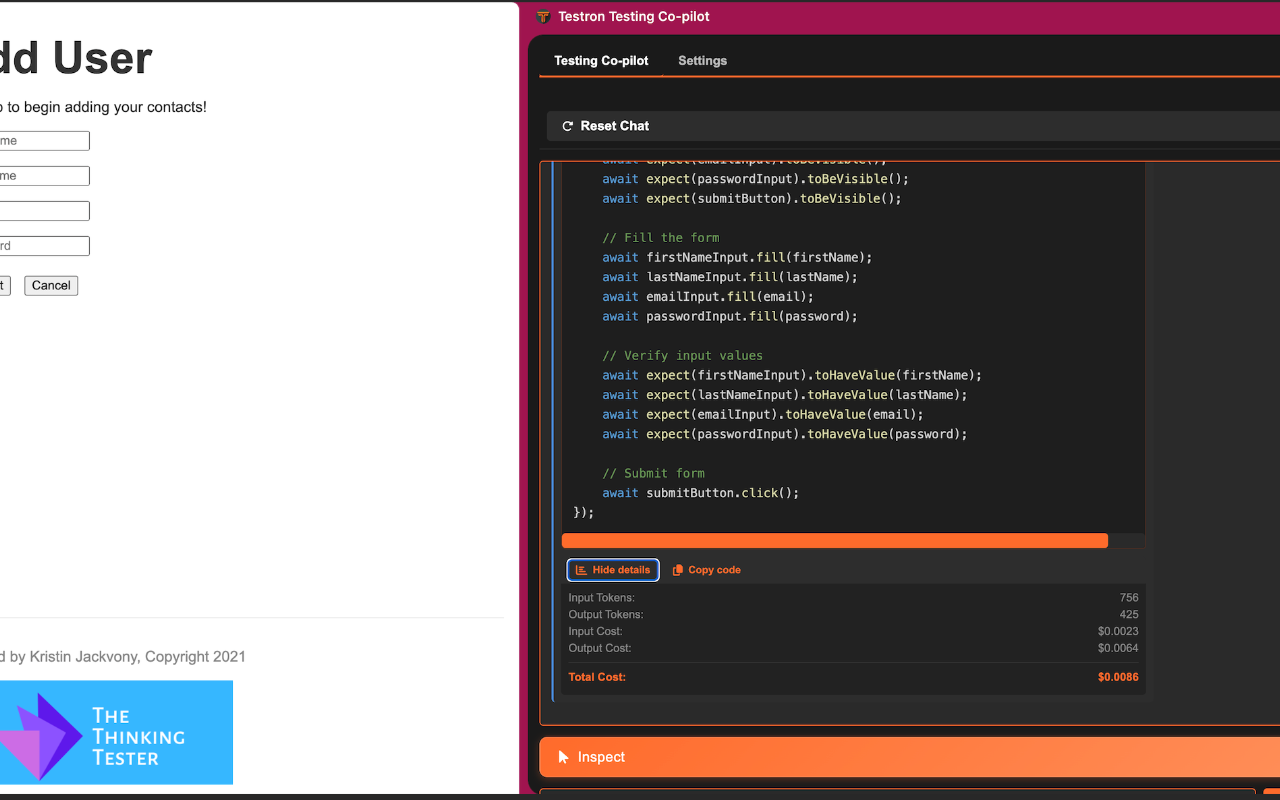 dd User
to begin adding your contacts!
me
me
rd
t
Cancel
d by Kristin Jackvony, Copyright 2021
THE
THINKING
TESTER
Testron Testing Co-pilot
Testing Co-pilot
Settings
Reset Chat
await expect(emailInput).toBeVisible();
await expect(passwordInput).toBeVisible();
await expect(submitButton).toBeVisible();
// Fill the form
await firstNameInput.fill(firstName);
await lastNameInput.fill(lastName);
await emailInput.fill(email);
await passwordInput.fill(password);
// Verify input values
await expect(firstNameInput).toHaveValue(firstName);
await expect(lastNameInput).toHaveValue(lastName);
await expect(emailInput).toHaveValue(email);
await expect(passwordInput).toHaveValue(password);
// Submit form
await submitButton.click();
});
Hide details
Copy code
Input Tokens: 756
Output Tokens: 425
Input Cost: $0.0023
Output Cost: $0.0064
Total Cost: $0.0086
Inspect